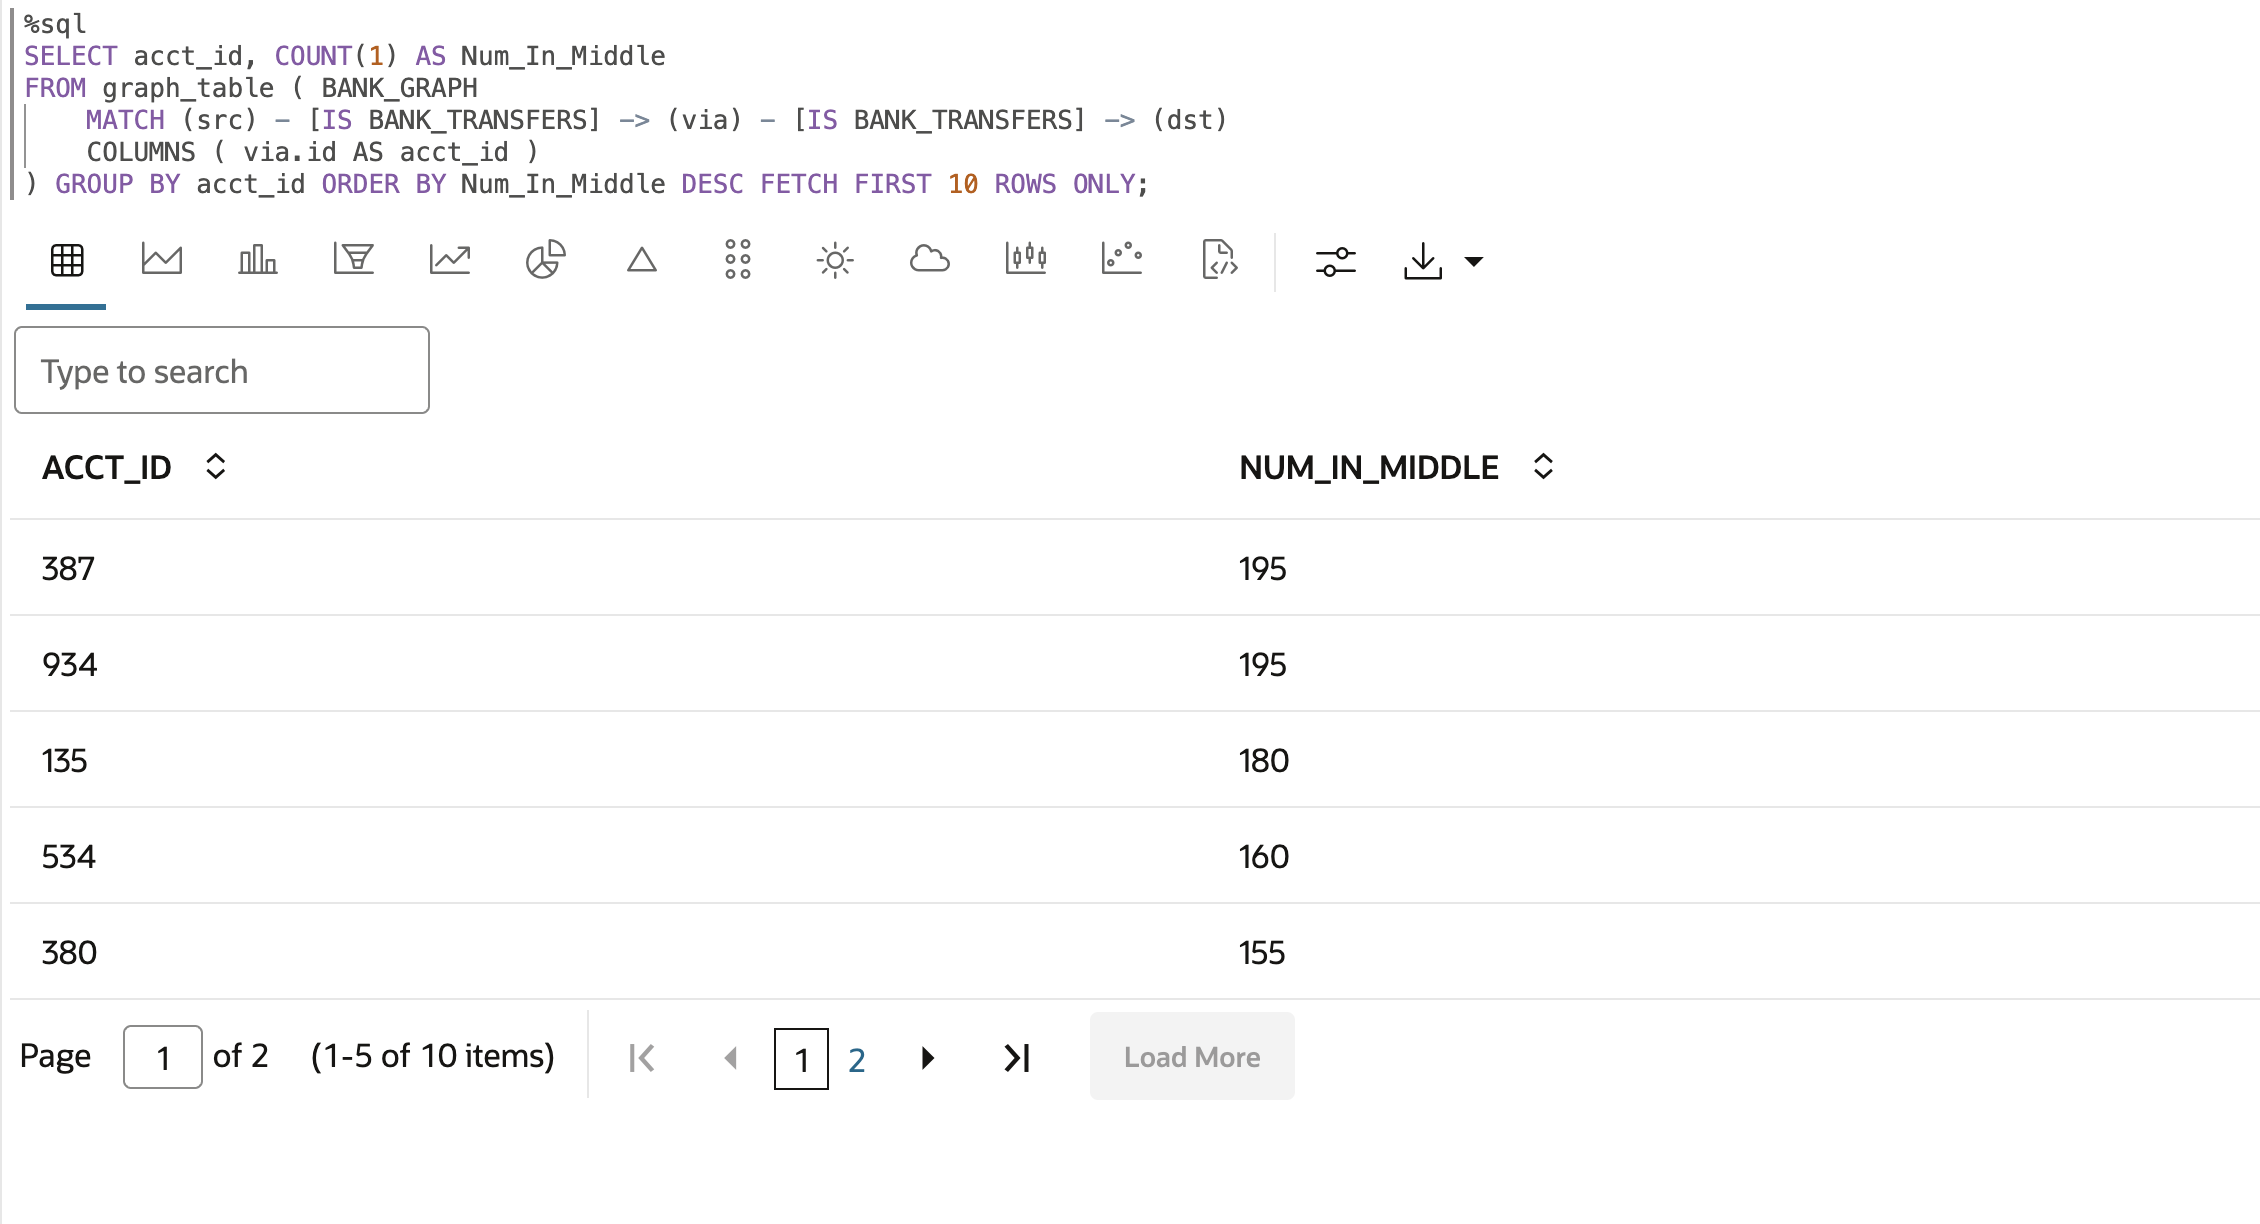 %sql
SELECT acct_id, COUNT(1) AS Num_In_Middle
FROM graph_table ( BANK_GRAPH
MATCH (src) - [IS BANK_TRANSFERS] -> (via) - [IS BANK_TRANSFERS] -> (dst)
COLUMNS ( via.id AS acct_id )
) GROUP BY acct_id ORDER BY Num_In_Middle DESC FETCH FIRST 10 ROWS ONLY;
Type to search
ACCT_ID NUM_IN_MIDDLE
387 195
934 195
135 180
534 160
380 155
Page 1 of 2 (1-5 of 10 items) 1 2 Load More